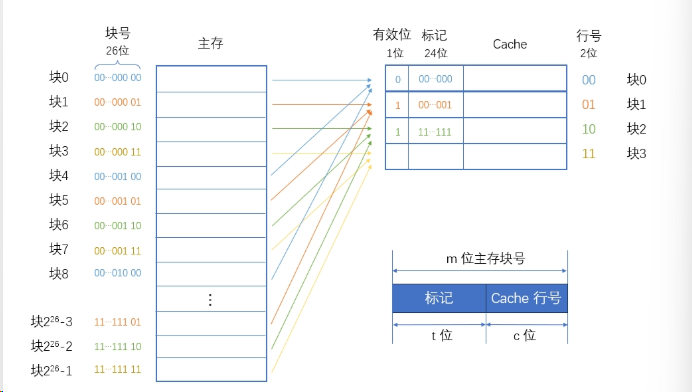 块号
26位
主存
块0 00···000 00
块1 00···000 01
块2 00···000 10
块3 00···000 11
块4 00···001 00
块5 00···001 01
块6 00···001 10
块7 00···001 11
块8 00···010 00
⋮
块2²⁶-3 11···111 01
块2²⁶-2 11···111 10
块2²⁶-1 11···111 11
有效位 标记 Cache 行号
1位 24位 2位
0 00···000 00 块0
1 00···001 01 块1
1 11···111 10 块2
11 块3
m 位主存块号
标记 Cache 行号
t 位 c 位